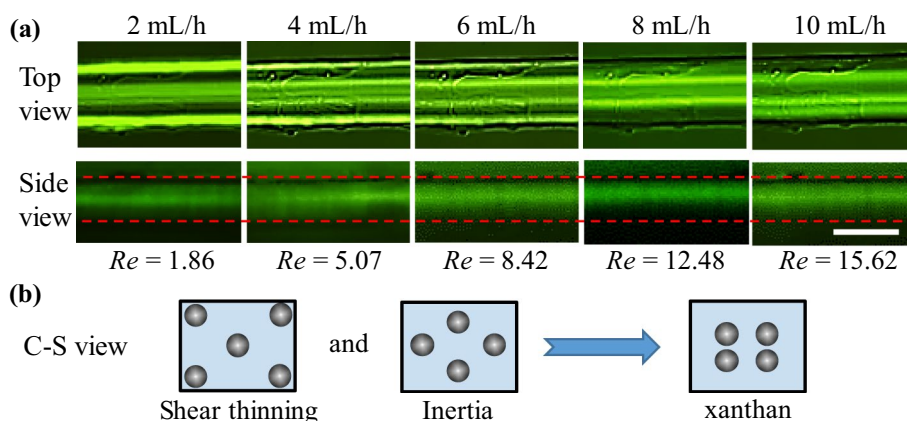 (a)
2 mL/h 4 mL/h 6 mL/h 8 mL/h 10 mL/h
Top view
Side view
Re = 1.86 Re = 5.07 Re = 8.42 Re = 12.48 Re = 15.62
(b)
C-S view
and
Shear thinning Inertia xanthan